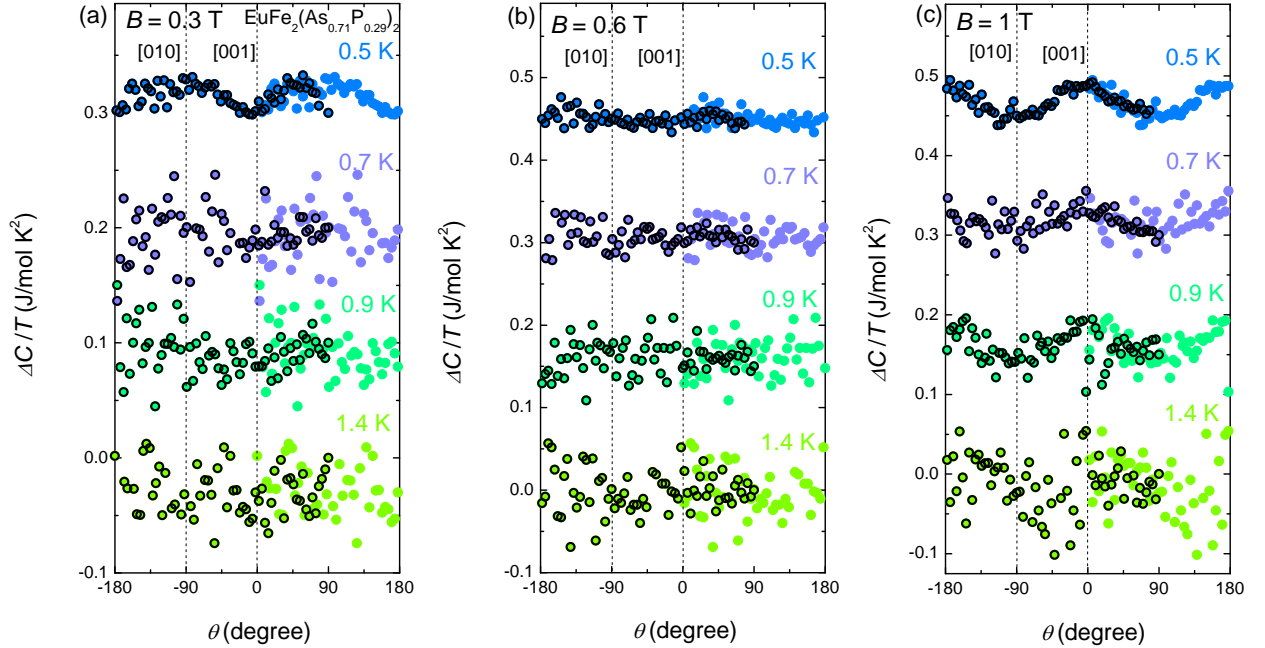 (a) B = 0.3 T EuFe2(As0.71P0.29)2
[010] [001] 0.5 K
0.3
0.7 K
0.2
0.9 K
0.1
1.4 K
0.0
-0.1
-180 -90 0 90 180
θ (degree)
ΔC/T (J/mol K²)
(b) B = 0.6 T
[010] [001] 0.5 K
0.5
0.4
0.7 K
0.3
0.9 K
0.2
0.1
1.4 K
0.0
-0.1
-180 -90 0 90 180
θ (degree)
ΔC/T (J/mol K²)
(c) B = 1 T
[010] [001] 0.5 K
0.5
0.4
0.7 K
0.3
0.9 K
0.2
0.1
1.4 K
0.0
-0.1
-180 -90 0 90 180
θ (degree)
ΔC/T (J/mol K²)